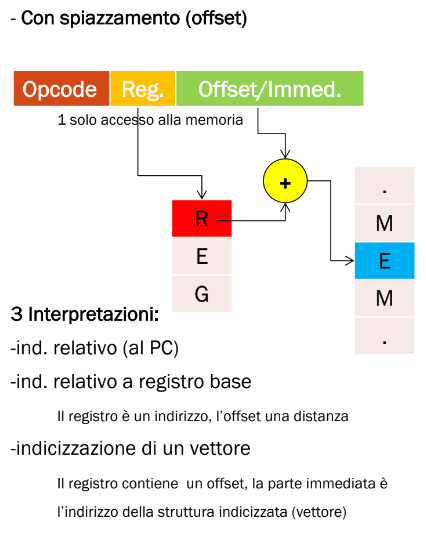 - Con spiazzamento (offset)
Opcode Reg. Offset/Immed.
1 solo accesso alla memoria
+
R
E
G
.
M
E
M
.
3 Interpretazioni:
-ind. relativo (al PC)
-ind. relativo a registro base
Il registro è un indirizzo, l'offset una distanza
-indicizzazione di un vettore
Il registro contiene un offset, la parte immediata è
l'indirizzo della struttura indicizzata (vettore)